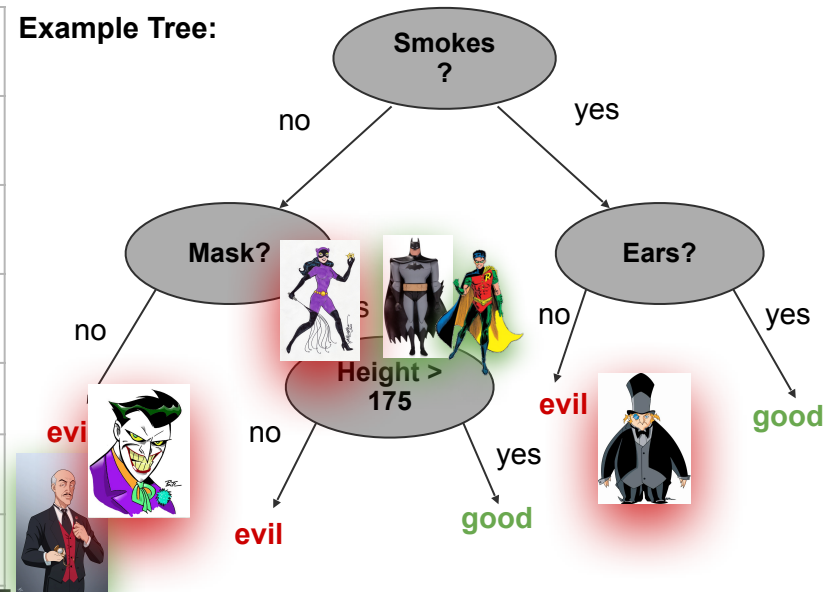 Example Tree:
Smokes
?
no
yes
Mask?
Ears?
no
s
no
yes
Height >
175
evi
no
yes
evil
good
evil
good